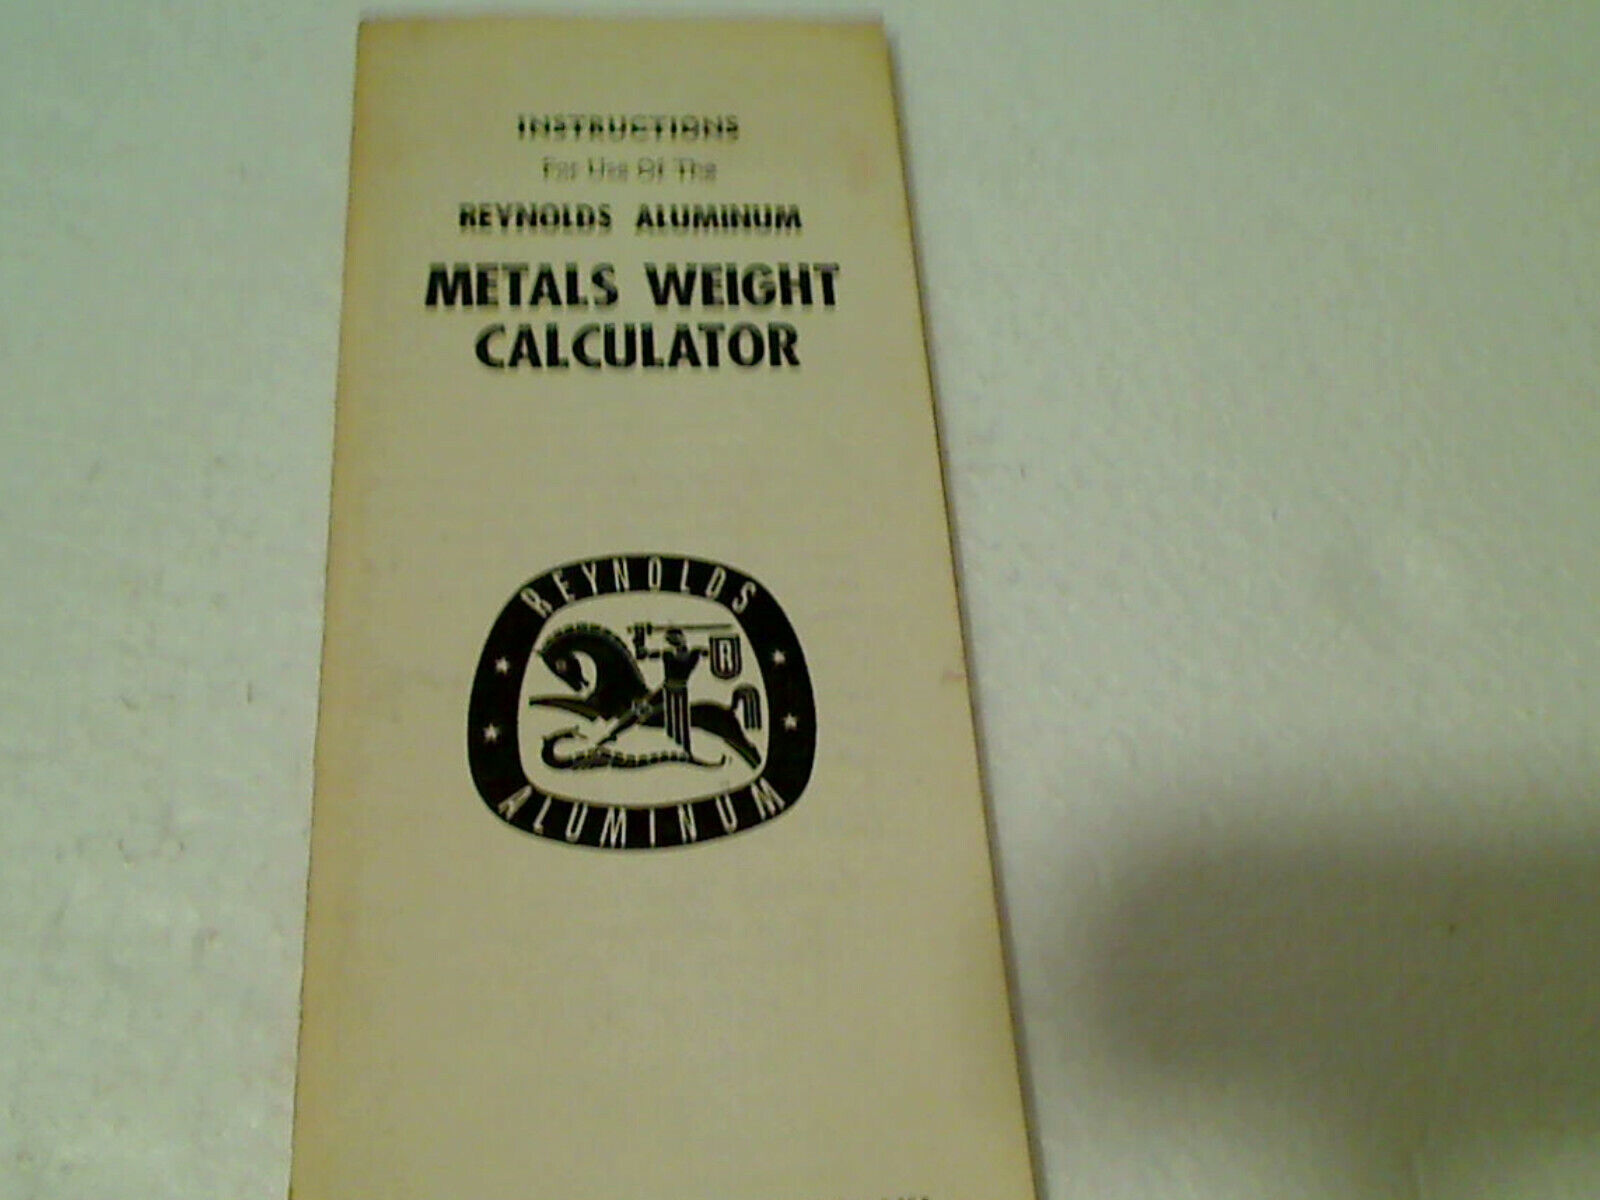 INSTRUCTIONS
For Use Of The
REYNOLDS ALUMINUM
METALS WEIGHT
CALCULATOR
REYNOLDS
R
ALUMINUM